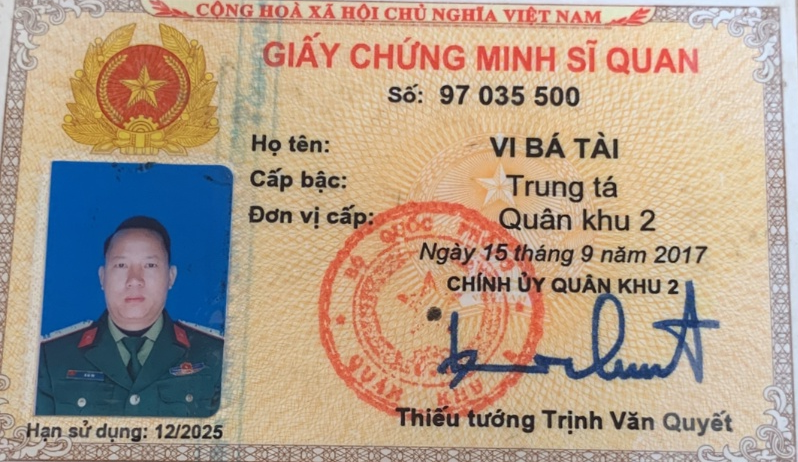 CỘNG HOÀ XÃ HỘI CHỦ NGHĨA VIỆT NAM
GIẤY CHỨNG MINH SĨ QUAN
Số: 97 035 500
Họ tên: VI BÁ TÀI
Cấp bậc: Trung tá
Đơn vị cấp: Quân khu 2
Ngày 15 tháng 9 năm 2017
CHÍNH ỦY QUÂN KHU 2
BỘ QUỐC PHÒNG
QUÂN KHU
Thiếu tướng Trịnh Văn Quyết
Hạn sử dụng: 12/2025